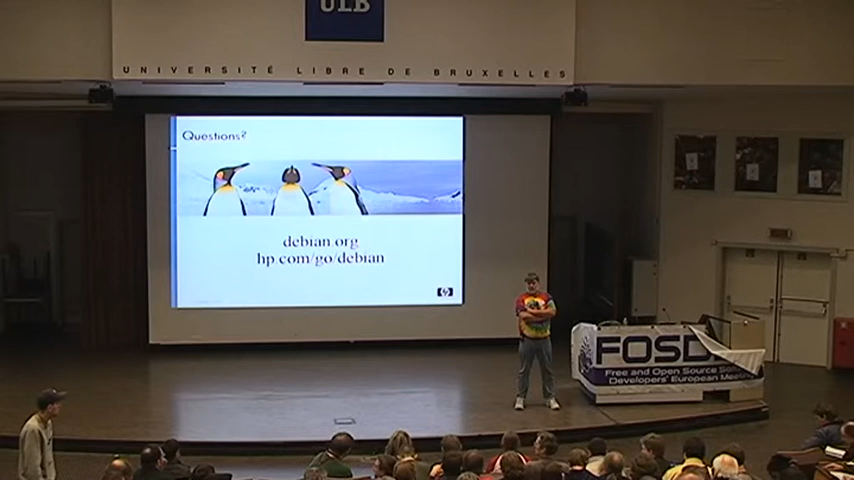 ULB
UNIVERSITÉ LIBRE DE BRUXELLES
Questions?
debian.org
hp.com/go/debian
hp
FOSD
Free and Open Source
Developers' European